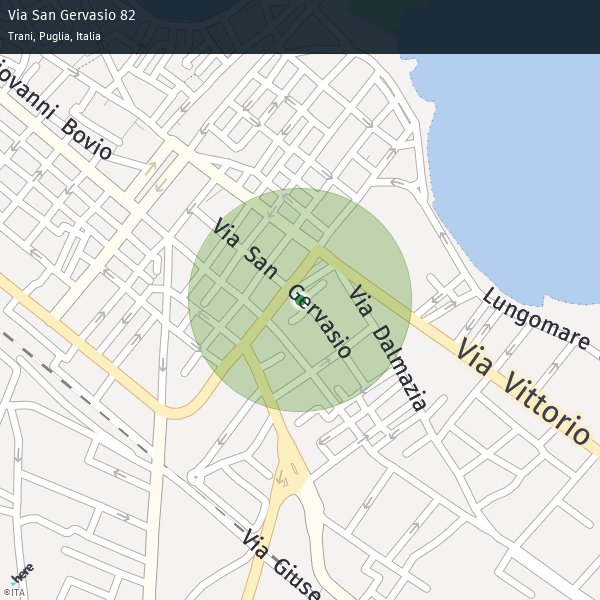 Via San Gervasio 82
Trani, Puglia, Italia
iovanni Bovio
Via San Gervasio
Via Dalmazia
Lungomare
Via Vittorio
Via Giuse
here
©ITA